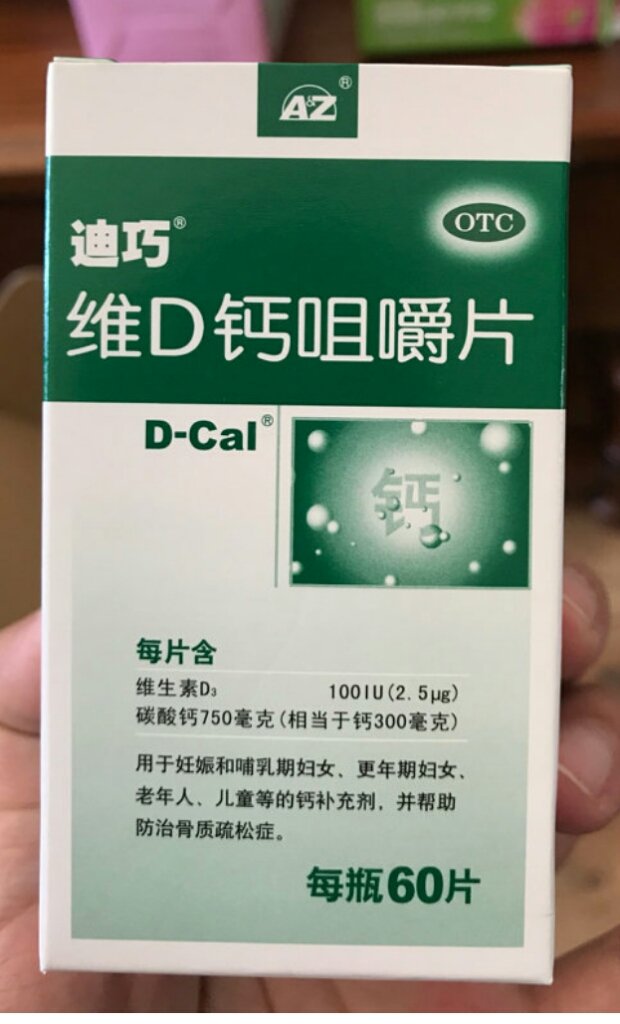 A&Z®
OTC
迪巧®
维D钙咀嚼片
D-Cal®
钙
每片含
维生素D₃ 100IU(2.5μg)
碳酸钙750毫克(相当于钙300毫克)
用于妊娠和哺乳期妇女、更年期妇女、
老年人、儿童等的钙补充剂，并帮助
防治骨质疏松症。
每瓶60片